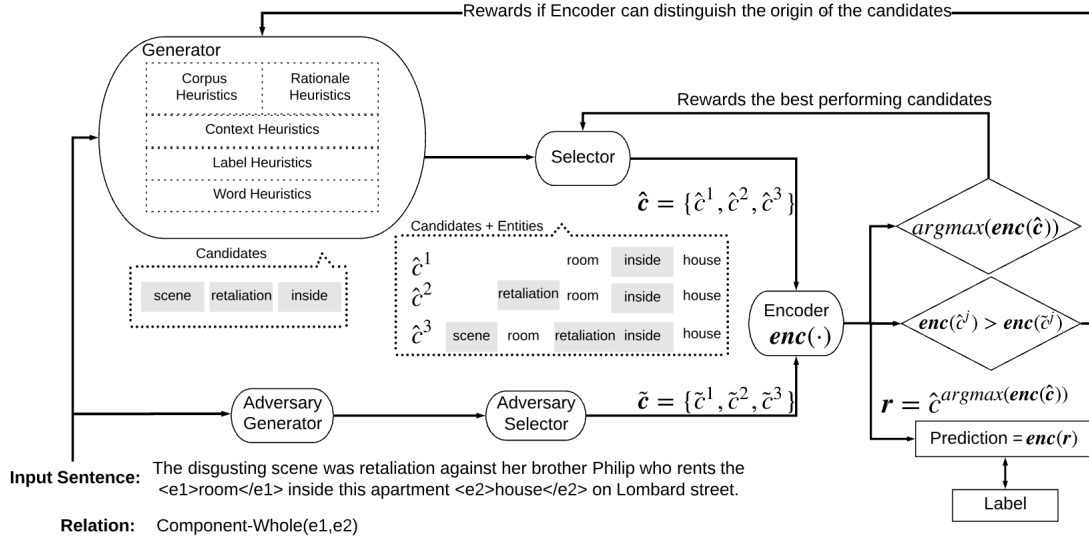 Rewards if Encoder can distinguish the origin of the candidates
Generator
Corpus
Heuristics
Rationale
Heuristics
Context Heuristics
Label Heuristics
Word Heuristics
Rewards the best performing candidates
Selector
ĉ = {ĉ¹, ĉ², ĉ³}
argmax(enc(ĉ))
Candidates
scene retaliation inside
Candidates + Entities
ĉ¹ room inside house
ĉ² retaliation room inside house
ĉ³ scene room retaliation inside house
Encoder
enc(·)
enc(ĉʲ) > enc(c̃ʲ)
Adversary
Generator
Adversary
Selector
c̃ = {c̃¹, c̃², c̃³}
r = ĉ^argmax(enc(ĉ))
Prediction = enc(r)
Label
Input Sentence: The disgusting scene was retaliation against her brother Philip who rents the
<e1>room</e1> inside this apartment <e2>house</e2> on Lombard street.
Relation: Component-Whole(e1,e2)